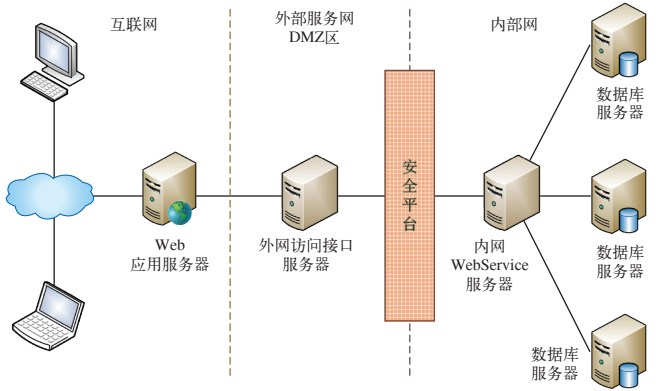 互联网
外部服务网
DMZ区
内部网
数据库
服务器
安全平台
Web
应用服务器
外网访问接口
服务器
内网
WebService
服务器
数据库
服务器
数据库
服务器